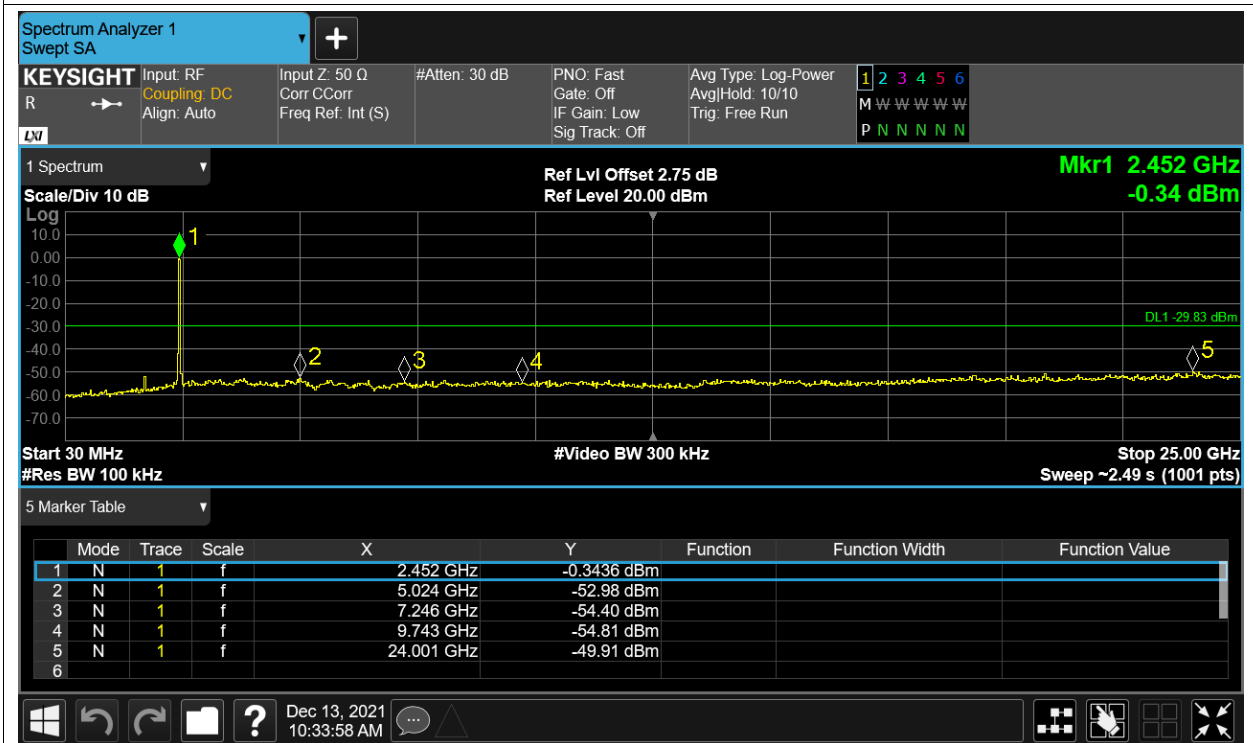 Spectrum Analyzer 1
Swept SA
+
KEYSIGHT Input: RF Input Z: 50 Ω #Atten: 30 dB PNO: Fast Avg Type: Log-Power 1 2 3 4 5 6
R Coupling: DC Corr CCorr Gate: Off Avg|Hold: 10/10 M W W W W W
Align: Auto Freq Ref: Int (S) IF Gain: Low Trig: Free Run
LXI Sig Track: Off P N N N N N
1 Spectrum Ref Lvl Offset 2.75 dB Mkr1 2.452 GHz
Scale/Div 10 dB Ref Level 20.00 dBm -0.34 dBm
Log
10.0
1
0.00
-10.0
-20.0
DL1 -29.83 dBm
-30.0
-40.0
2 3 4 5
-50.0
-60.0
-70.0
Start 30 MHz #Video BW 300 kHz Stop 25.00 GHz
#Res BW 100 kHz Sweep ~2.49 s (1001 pts)
5 Marker Table
Mode Trace Scale X Y Function Function Width Function Value
1 N 1 f 2.452 GHz -0.3436 dBm
2 N 1 f 5.024 GHz -52.98 dBm
3 N 1 f 7.246 GHz -54.40 dBm
4 N 1 f 9.743 GHz -54.81 dBm
5 N 1 f 24.001 GHz -49.91 dBm
6
? Dec 13, 2021
10:33:58 AM